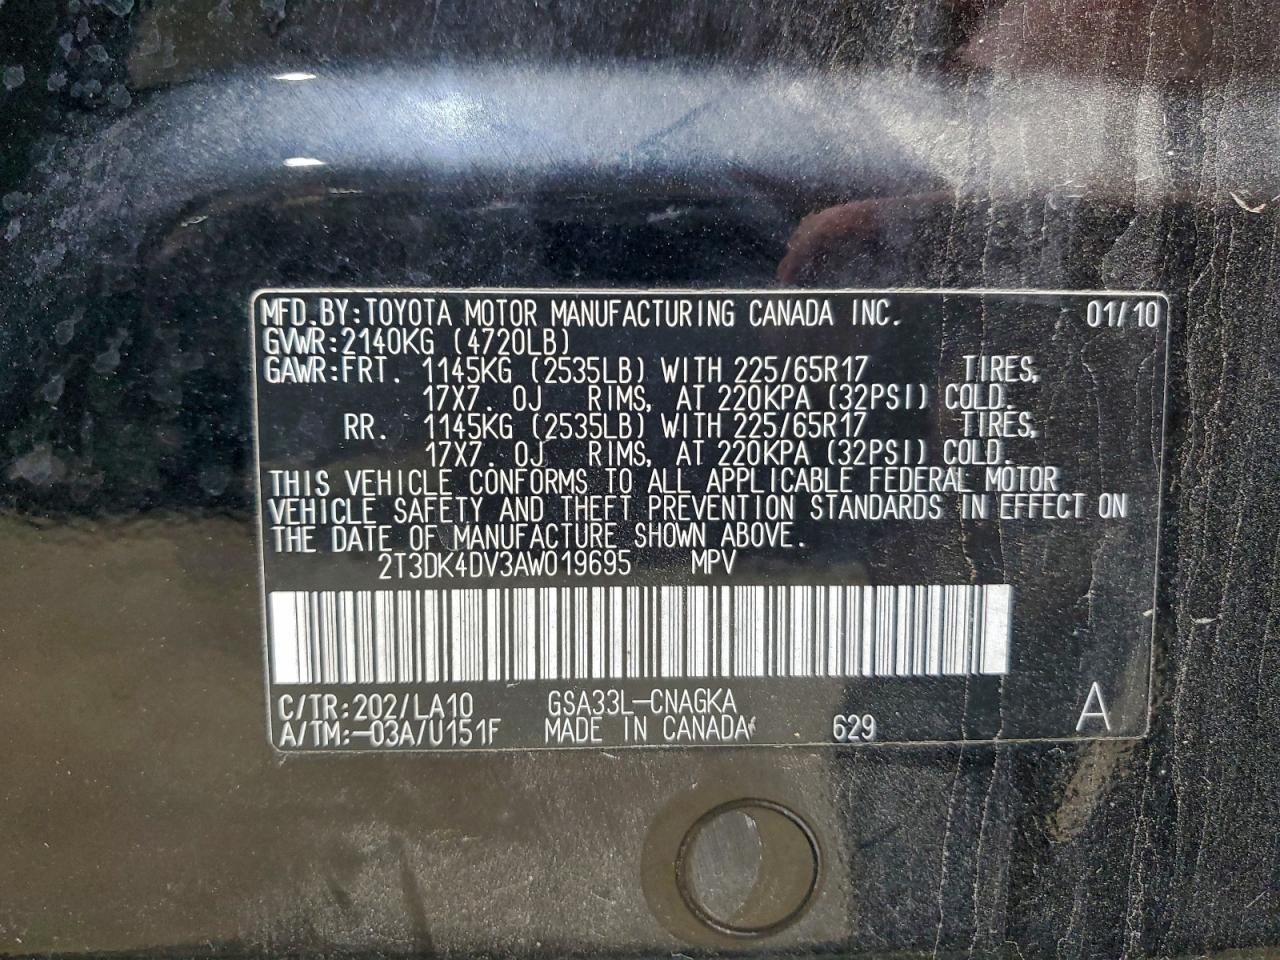 MFD.BY:TOYOTA MOTOR MANUFACTURING CANADA INC. 01/10
GVWR:2140KG (4720LB)
GAWR:FRT. 1145KG (2535LB) WITH 225/65R17 TIRES,
17X7.0J RIMS, AT 220KPA (32PSI) COLD.
RR. 1145KG (2535LB) WITH 225/65R17 TIRES,
17X7.0J RIMS, AT 220KPA (32PSI) COLD.
THIS VEHICLE CONFORMS TO ALL APPLICABLE FEDERAL MOTOR
VEHICLE SAFETY AND THEFT PREVENTION STANDARDS IN EFFECT ON
THE DATE OF MANUFACTURE SHOWN ABOVE.
2T3DK4DV3AW019695 MPV
C/TR:202/LA10 GSA33L-CNAGKA A
A/TM:-03A/U151F MADE IN CANADA 629